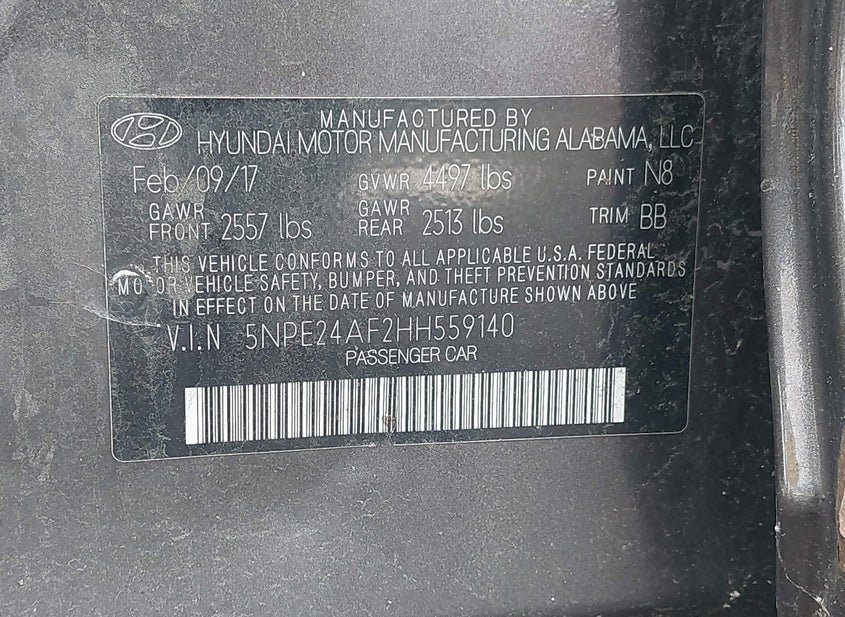 MANUFACTURED BY
HYUNDAI MOTOR MANUFACTURING ALABAMA, LLC
Feb/09/17 GVWR 4497 lbs PAINT N8
GAWR FRONT 2557 lbs GAWR REAR 2513 lbs TRIM BB
THIS VEHICLE CONFORMS TO ALL APPLICABLE U.S.A. FEDERAL
MOTOR VEHICLE SAFETY, BUMPER, AND THEFT PREVENTION STANDARDS
IN EFFECT ON THE DATE OF MANUFACTURE SHOWN ABOVE
V.I.N 5NPE24AF2HH559140
PASSENGER CAR